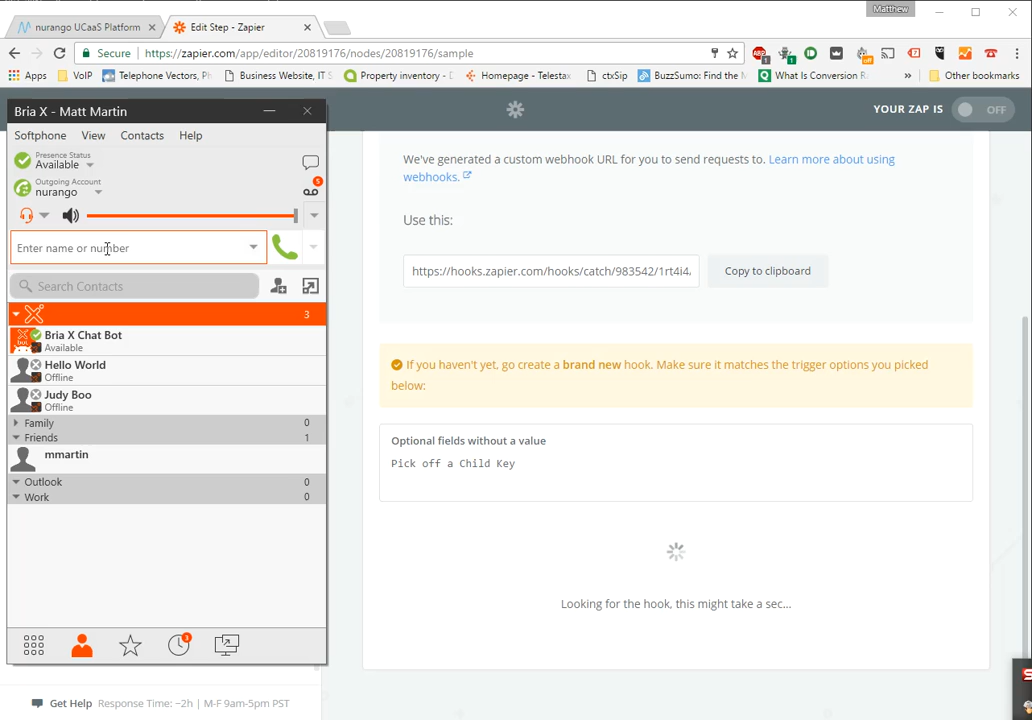 Matthew
nurango UCaaS Platform
Edit Step - Zapier
Secure
https://zapier.com/app/editor/20819176/nodes/20819176/sample
Apps
VoIP
Telephone Vectors, Ph
Business Website, IT S
Property inventory - D
Homepage - Telestax
ctxSip
BuzzSumo: Find the M
What Is Conversion Ra
»
Other bookmarks
Bria X - Matt Martin
YOUR ZAP IS
OFF
Softphone View Contacts Help
Presence Status
Available
Outgoing Account
nurango
5
Enter name or number
Search Contacts
3
Bria X Chat Bot
Available
Hello World
Offline
Judy Boo
Offline
Family 0
Friends 1
mmartin
Outlook 0
Work 0
3
We've generated a custom webhook URL for you to send requests to. Learn more about using
webhooks.
Use this:
https://hooks.zapier.com/hooks/catch/983542/1rt4i4,
Copy to clipboard
If you haven't yet, go create a brand new hook. Make sure it matches the trigger options you picked
below:
Optional fields without a value
Pick off a Child Key
Looking for the hook, this might take a sec...
Get Help Response Time: ~2h | M-F 9am-5pm PST